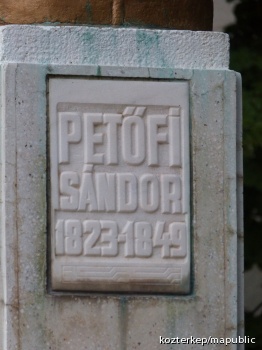 PETŐFI
SÁNDOR
1823-1849
kozterkep/mapublic